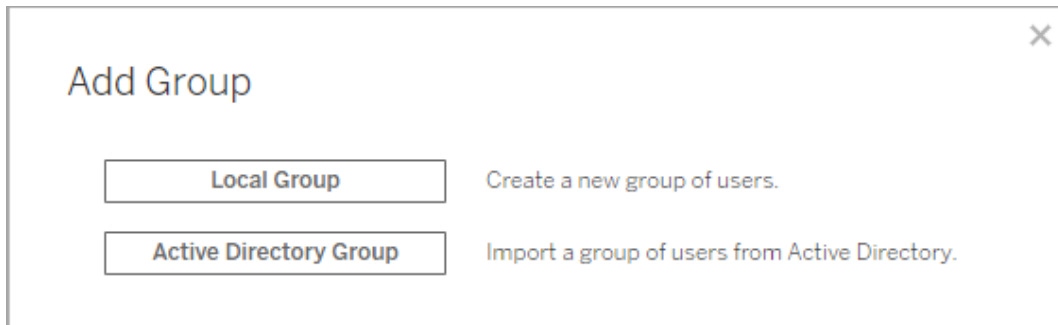 Add Group
Local Group Create a new group of users.
Active Directory Group Import a group of users from Active Directory.